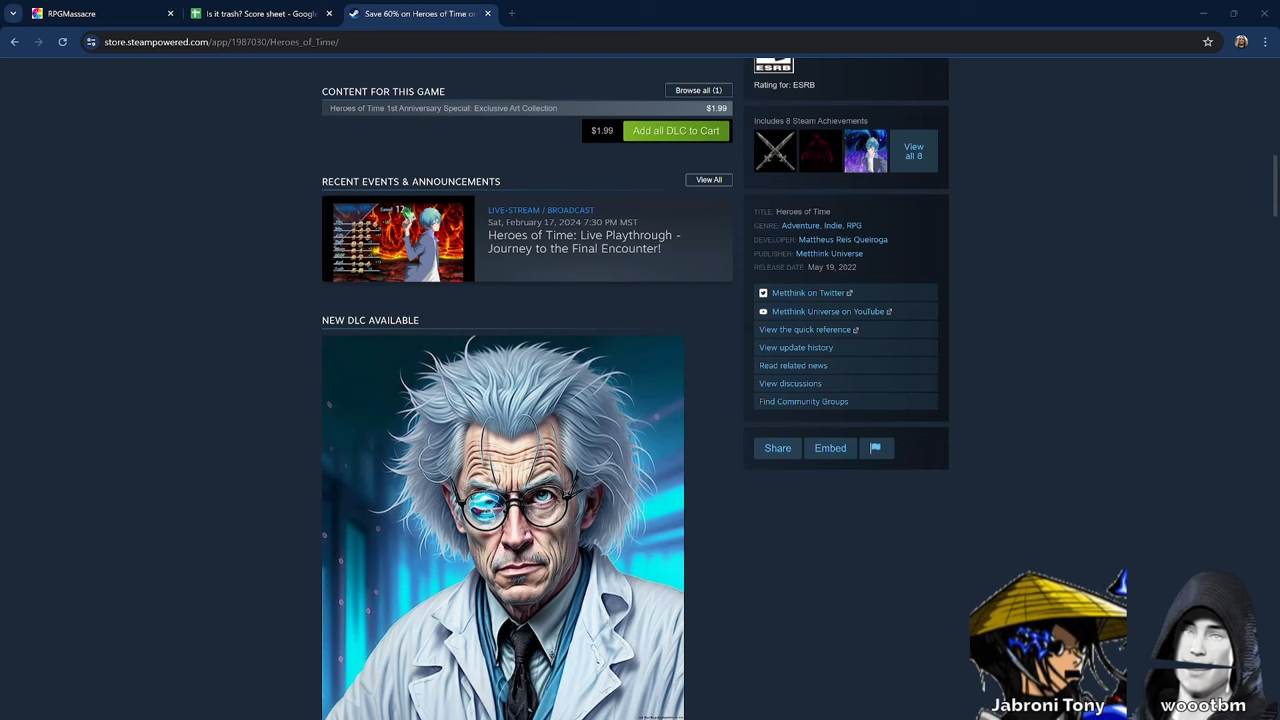 RPGMassacre
Is it trash? Score sheet - Google
Save 60% on Heroes of Time on
store.steampowered.com/app/1987030/Heroes_of_Time/
ESRB
Rating for: ESRB
CONTENT FOR THIS GAME
Browse all (1)
Heroes of Time 1st Anniversary Special: Exclusive Art Collection
$1.99
$1.99
Add all DLC to Cart
Includes 8 Steam Achievements
View
all 8
RECENT EVENTS & ANNOUNCEMENTS
View All
LIVE-STREAM / BROADCAST
Sat, February 17, 2024 7:30 PM MST
Heroes of Time: Live Playthrough -
Journey to the Final Encounter!
TITLE: Heroes of Time
GENRE: Adventure, Indie, RPG
DEVELOPER: Mattheus Reis Queiroga
PUBLISHER: Metthink Universe
RELEASE DATE: May 19, 2022
Metthink on Twitter
Metthink Universe on YouTube
View the quick reference
View update history
Read related news
View discussions
Find Community Groups
Share
Embed
NEW DLC AVAILABLE
Jabroni Tony
woootbm